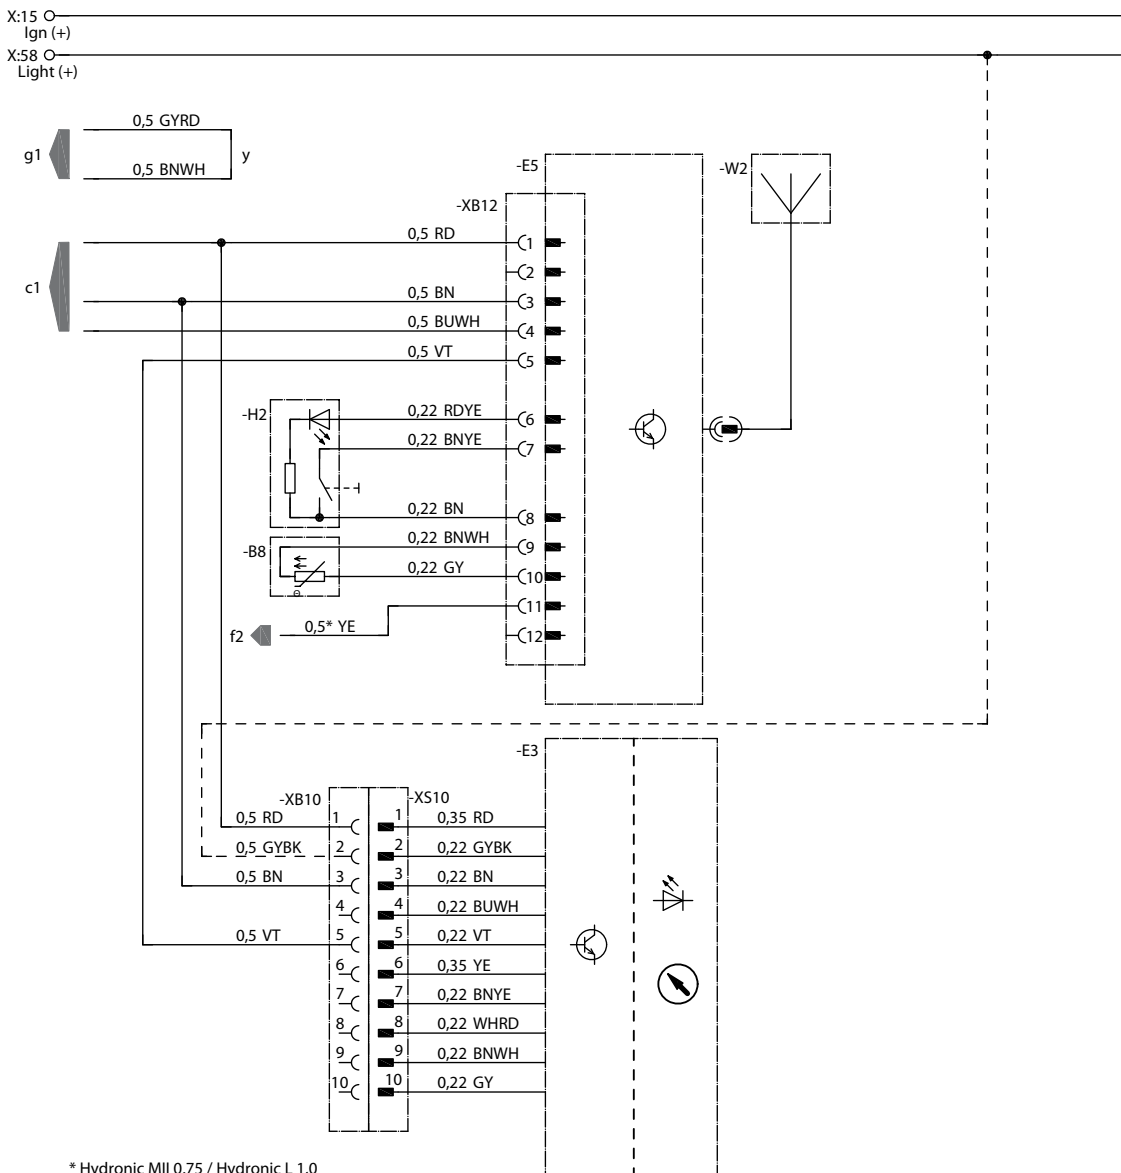 X:15
Ign (+)
X:58
Light (+)
0,5 GYRD
g1
y
0,5 BNWH
-E5
-W2
-XB12
0,5 RD
1
2
c1
0,5 BN
3
0,5 BUWH
4
0,5 VT
5
-H2
0,22 RDYE
6
0,22 BNYE
7
0,22 BN
8
-B8
0,22 BNWH
9
0,22 GY
10
ϴ
11
f2
0,5* YE
12
-E3
-XB10
-XS10
0,5 RD
1
1
0,35 RD
0,5 GYBK
2
2
0,22 GYBK
0,5 BN
3
3
0,22 BN
4
4
0,22 BUWH
0,5 VT
5
5
0,22 VT
6
6
0,35 YE
7
7
0,22 BNYE
8
8
0,22 WHRD
9
9
0,22 BNWH
10
10
0,22 GY
* Hydronic MII 0,75 / Hydronic L 1,0